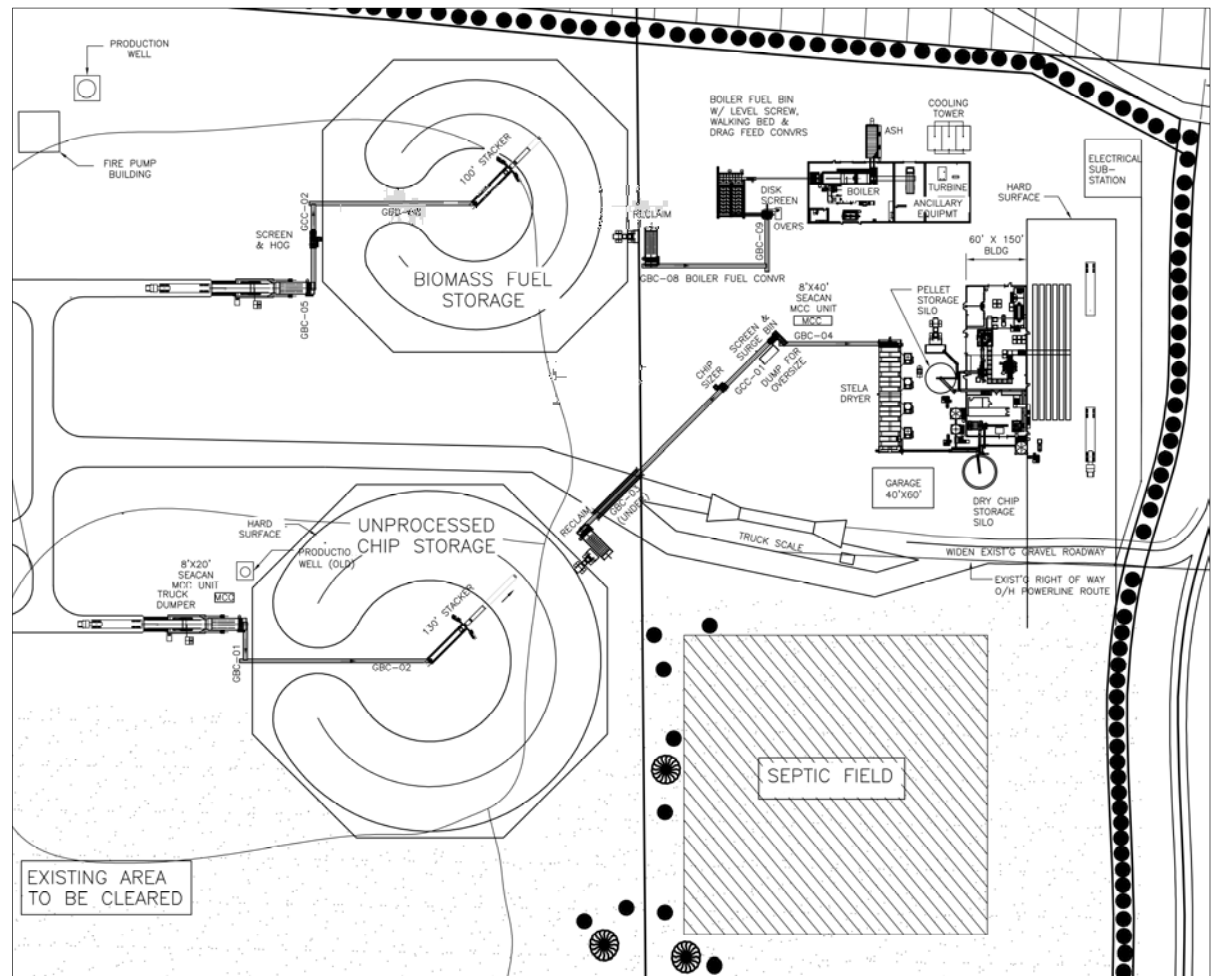 PRODUCTION
WELL
FIRE PUMP
BUILDING
GCC-02
SCREEN
& HOG
GBC-05
100' STACKER
BIOMASS FUEL
STORAGE
RECLAIM
BOILER FUEL BIN
W/ LEVEL SCREW,
WALKING BED &
DRAG FEED CONVRS
COOLING
TOWER
ASH
DISK
SCREEN
BOILER
TURBINE
ANCILLARY
EQUIPMT
OVERS
GBC-09
GBC-08 BOILER FUEL CONVR
ELECTRICAL
SUB-
STATION
HARD
SURFACE
60' X 150'
BLDG
PELLET
STORAGE
SILO
8'X40'
SEACAN
MCC UNIT
MCC
GBC-04
SCREEN &
SURGE BIN
CHIP
SIZER
GCC-01
DUMP FOR
OVERSIZE
STELA
DRYER
GARAGE
40'X60'
DRY CHIP
STORAGE
SILO
GBC-03
(UNDER)
RECLAIM
TRUCK SCALE
WIDEN EXIST'G GRAVEL ROADWAY
EXIST'G RIGHT OF WAY
O/H POWERLINE ROUTE
HARD
SURFACE
UNPROCESSED
CHIP STORAGE
PRODUCTIO
WELL (OLD)
8'X20'
SEACAN
MCC UNIT
TRUCK
DUMPER
MCC
GBC-01
GBC-02
130' STACKER
SEPTIC FIELD
EXISTING AREA
TO BE CLEARED